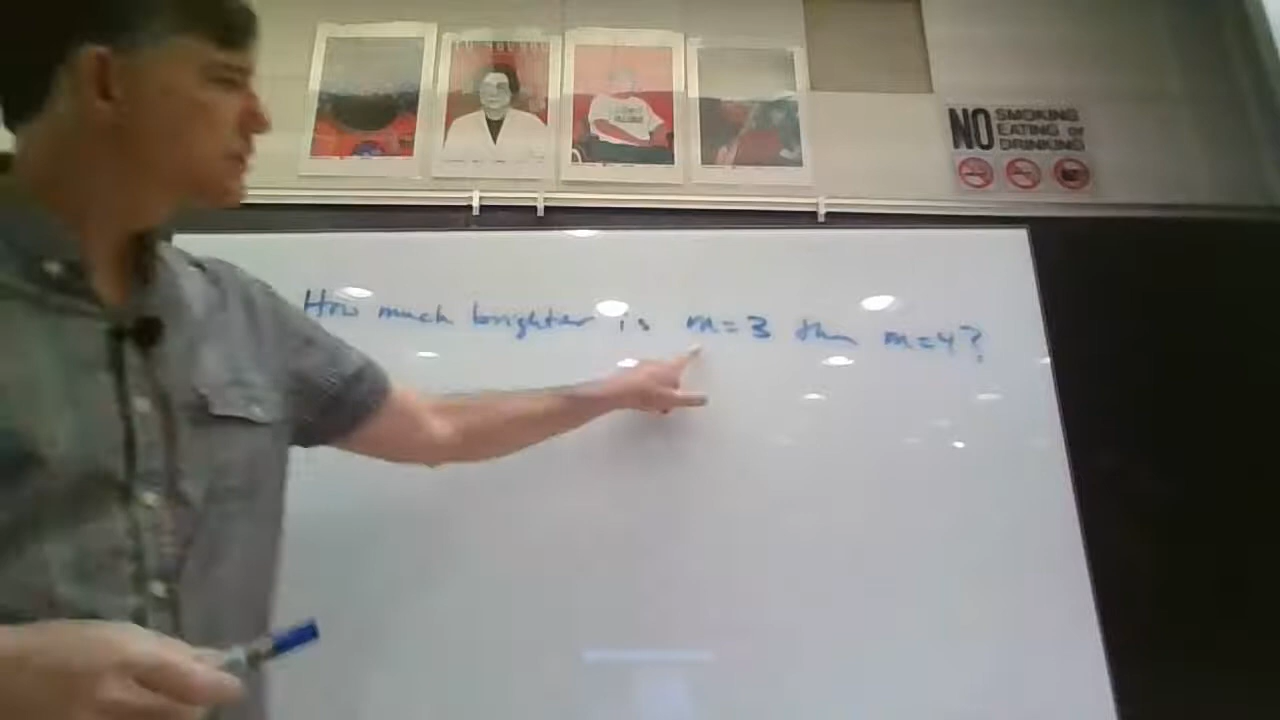 NO SMOKING
EATING or
DRINKING
How much brighter is m=3 than m=4?